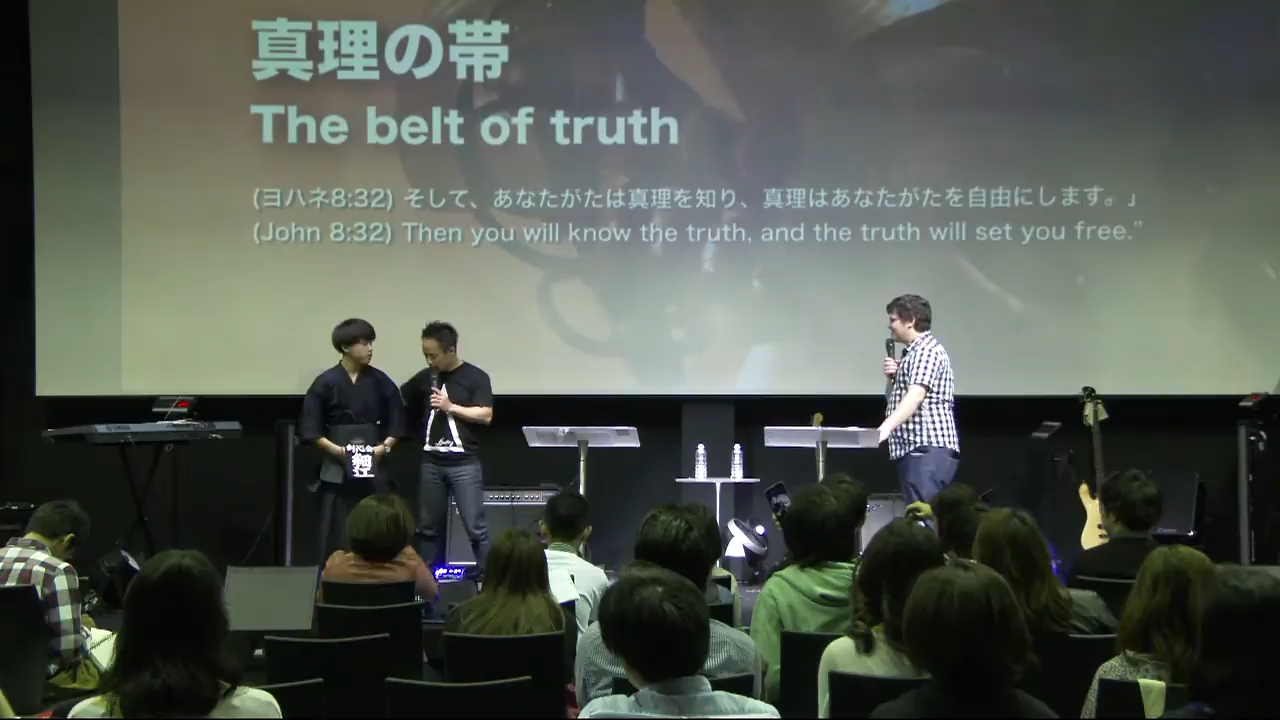 真理の帯
The belt of truth
(ヨハネ8:32) そして、あなたがたは真理を知り、真理はあなたがたを自由にします。」
(John 8:32) Then you will know the truth, and the truth will set you free.”